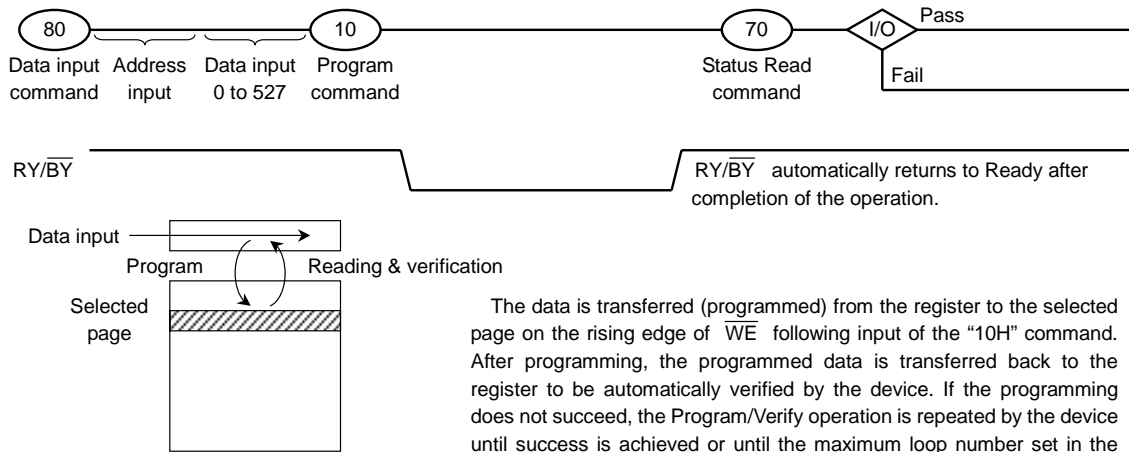 80 10 70 I/O Pass
Data input Address Data input Program Status Read Fail
command input 0 to 527 command command
RY/BY
RY/BY automatically returns to Ready after
completion of the operation.
Data input
Program Reading & verification
Selected
page
The data is transferred (programmed) from the register to the selected
page on the rising edge of WE following input of the “10H” command.
After programming, the programmed data is transferred back to the
register to be automatically verified by the device. If the programming
does not succeed, the Program/Verify operation is repeated by the device
until success is achieved or until the maximum loop number set in the